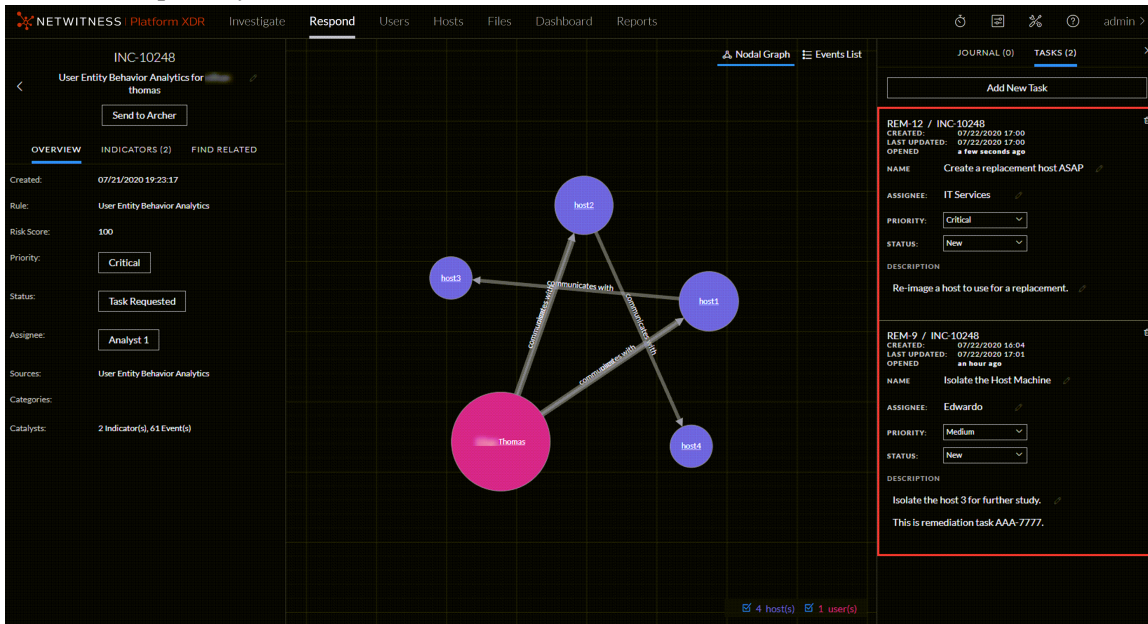 NETWITNESS Platform XDR
Investigate
Respond
Users
Hosts
Files
Dashboard
Reports
admin >
INC-10248
User Entity Behavior Analytics for
thomas
Send to Archer
OVERVIEW
INDICATORS (2)
FIND RELATED
Created: 07/21/2020 19:23:17
Rule: User Entity Behavior Analytics
Risk Score: 100
Priority: Critical
Status: Task Requested
Assignee: Analyst 1
Sources: User Entity Behavior Analytics
Categories:
Catalysts: 2 Indicator(s), 61 Event(s)
Nodal Graph
Events List
host2
host3
communicates with
host1
communicates with
communicates with
communicates with
Thomas
host4
4 host(s)
1 user(s)
JOURNAL (0)
TASKS (2)
Add New Task
REM-12 / INC-10248
CREATED: 07/22/2020 17:00
LAST UPDATED: 07/22/2020 17:00
OPENED a few seconds ago
NAME Create a replacement host ASAP
ASSIGNEE: IT Services
PRIORITY: Critical
STATUS: New
DESCRIPTION
Re-image a host to use for a replacement.
REM-9 / INC-10248
CREATED: 07/22/2020 16:04
LAST UPDATED: 07/22/2020 17:01
OPENED an hour ago
NAME Isolate the Host Machine
ASSIGNEE: Edwardo
PRIORITY: Medium
STATUS: New
DESCRIPTION
Isolate the host 3 for further study.
This is remediation task AAA-7777.